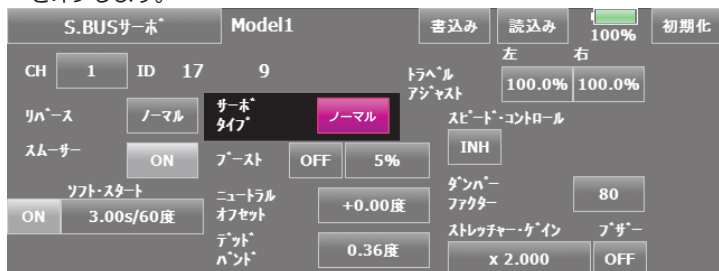 をオンします。
S.BUSｻｰﾎﾞ Model1 書込み 読込み 100% 初期化
CH 1 ID 17 9 ﾄﾗﾍﾞﾙ ｱｼﾞｬｽﾄ 左 100.0% 右 100.0%
ﾘﾊﾞｰｽ ﾉｰﾏﾙ ｻｰﾎﾞ ﾀｲﾌﾟ ﾉｰﾏﾙ ｽﾋﾟｰﾄﾞ･ｺﾝﾄﾛｰﾙ
ｽﾑｰｻｰ ON ﾌﾞｰｽﾄ OFF 5% INH
ｿﾌﾄ･ｽﾀｰﾄ ﾆｭｰﾄﾗﾙ ｵﾌｾｯﾄ +0.00度 ﾀﾞﾝﾊﾟｰ ﾌｧｸﾀｰ 80
ON 3.00s/60度 ﾃﾞｯﾄﾞ ﾊﾞﾝﾄﾞ 0.36度 ｽﾄﾚｯﾁｬｰ･ｹﾞｲﾝ ﾌﾞｻﾞｰ
x 2.000 OFF